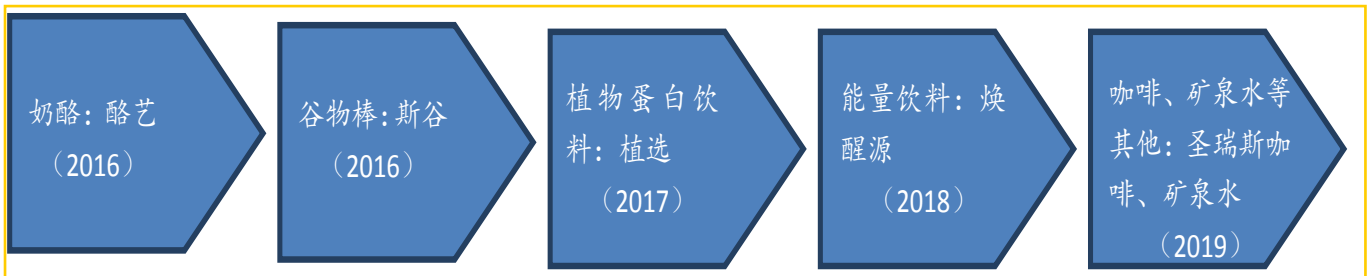 奶酪：酪艺
（2016）
谷物棒：斯谷
（2016）
植物蛋白饮
料：植选
（2017）
能量饮料：焕
醒源
（2018）
咖啡、矿泉水等
其他：圣瑞斯咖
啡、矿泉水
（2019）